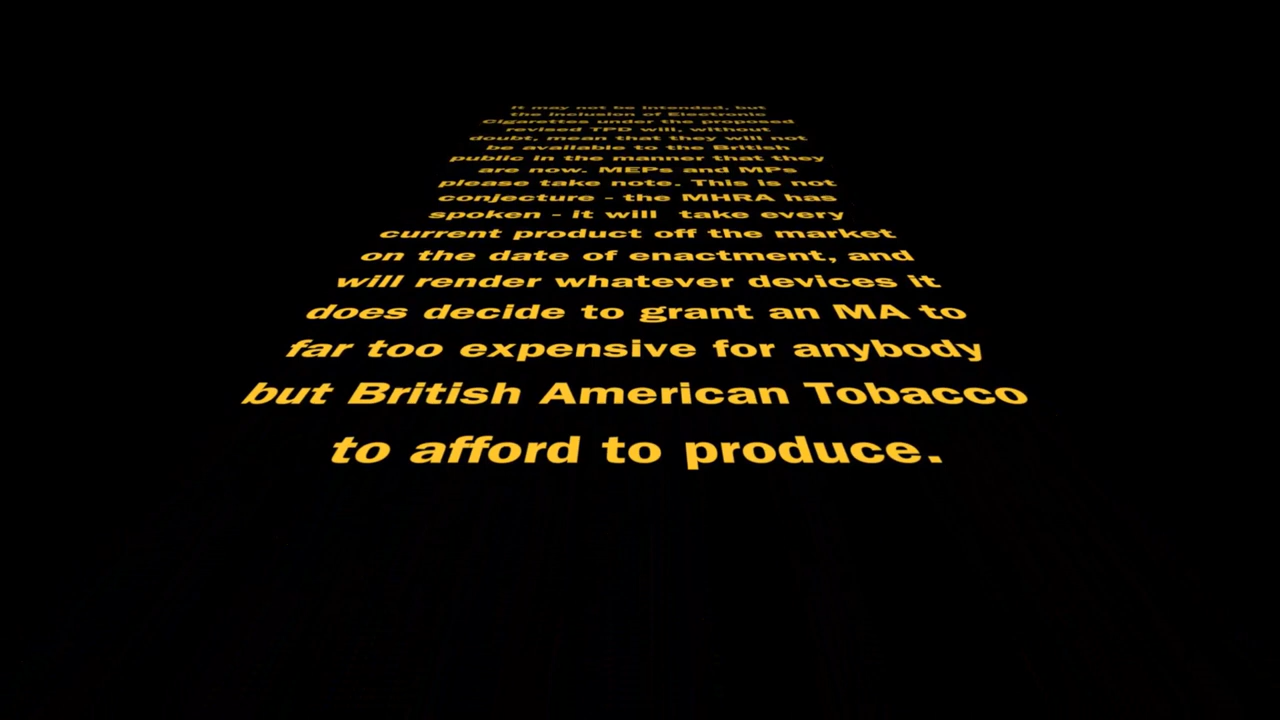 It may not be intended, but
the inclusion of Electronic
Cigarettes under the proposed
revised TPD will, without
doubt, mean that they will not
be available to the British
public in the manner that they
are now. MEPs and MPs
please take note. This is not
conjecture - the MHRA has
spoken - it will  take every
current product off the market
on the date of enactment, and
will render whatever devices it
does decide to grant an MA to
far too expensive for anybody
but British American Tobacco
to afford to produce.